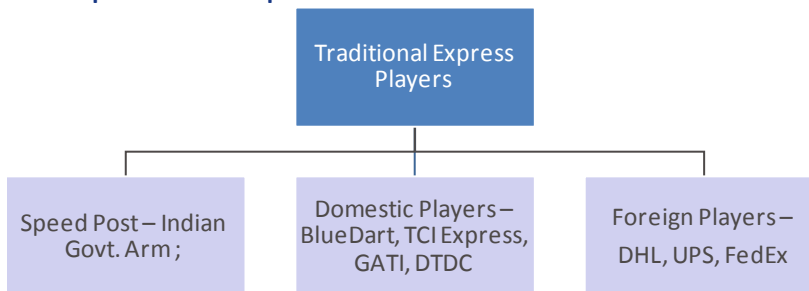 Traditional Express
Players
Speed Post – Indian
Govt. Arm ;
Domestic Players –
BlueDart, TCI Express,
GATI, DTDC
Foreign Players –
DHL, UPS, FedEx